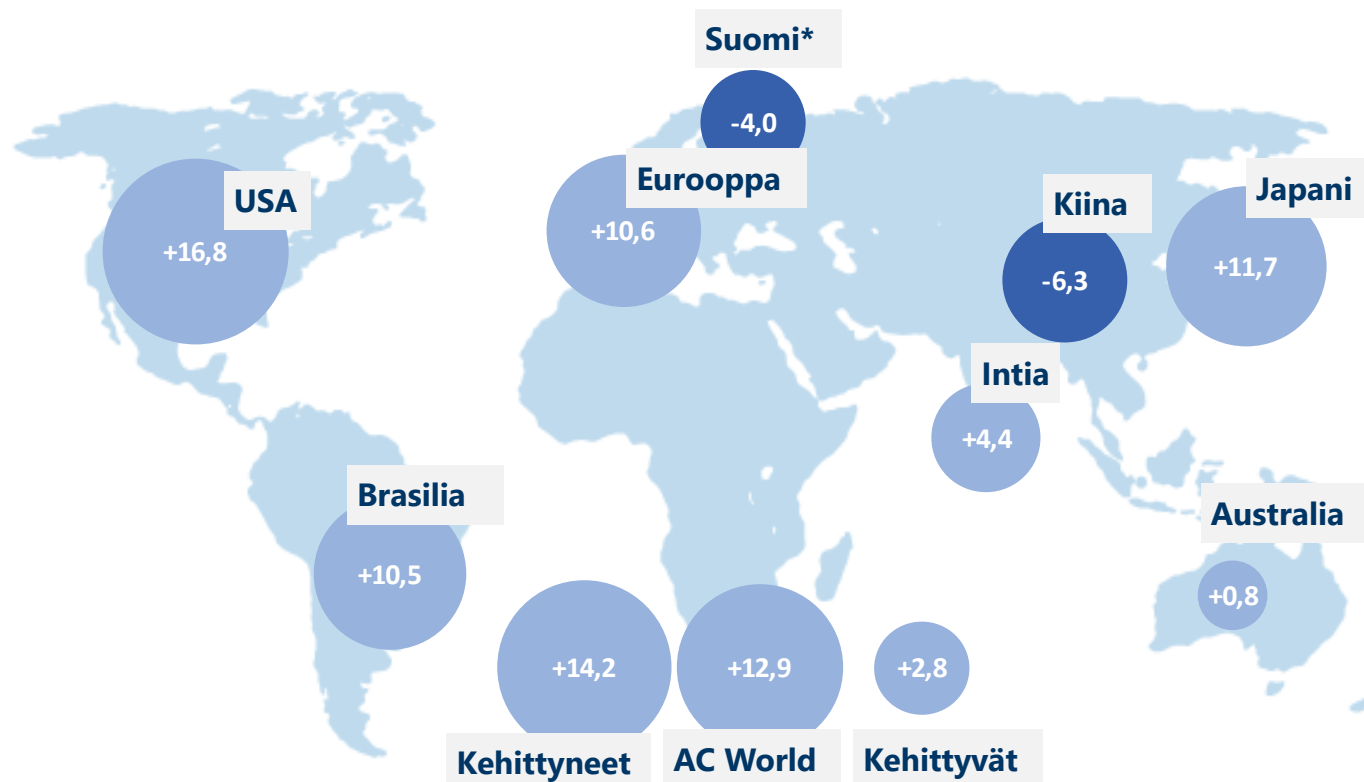 Suomi*
-4,0
Eurooppa
+10,6
USA
+16,8
Kiina
-6,3
Japani
+11,7
Intia
+4,4
Brasilia
+10,5
Australia
+0,8
+14,2
Kehittyneet
+12,9
AC World
+2,8
Kehittyvät